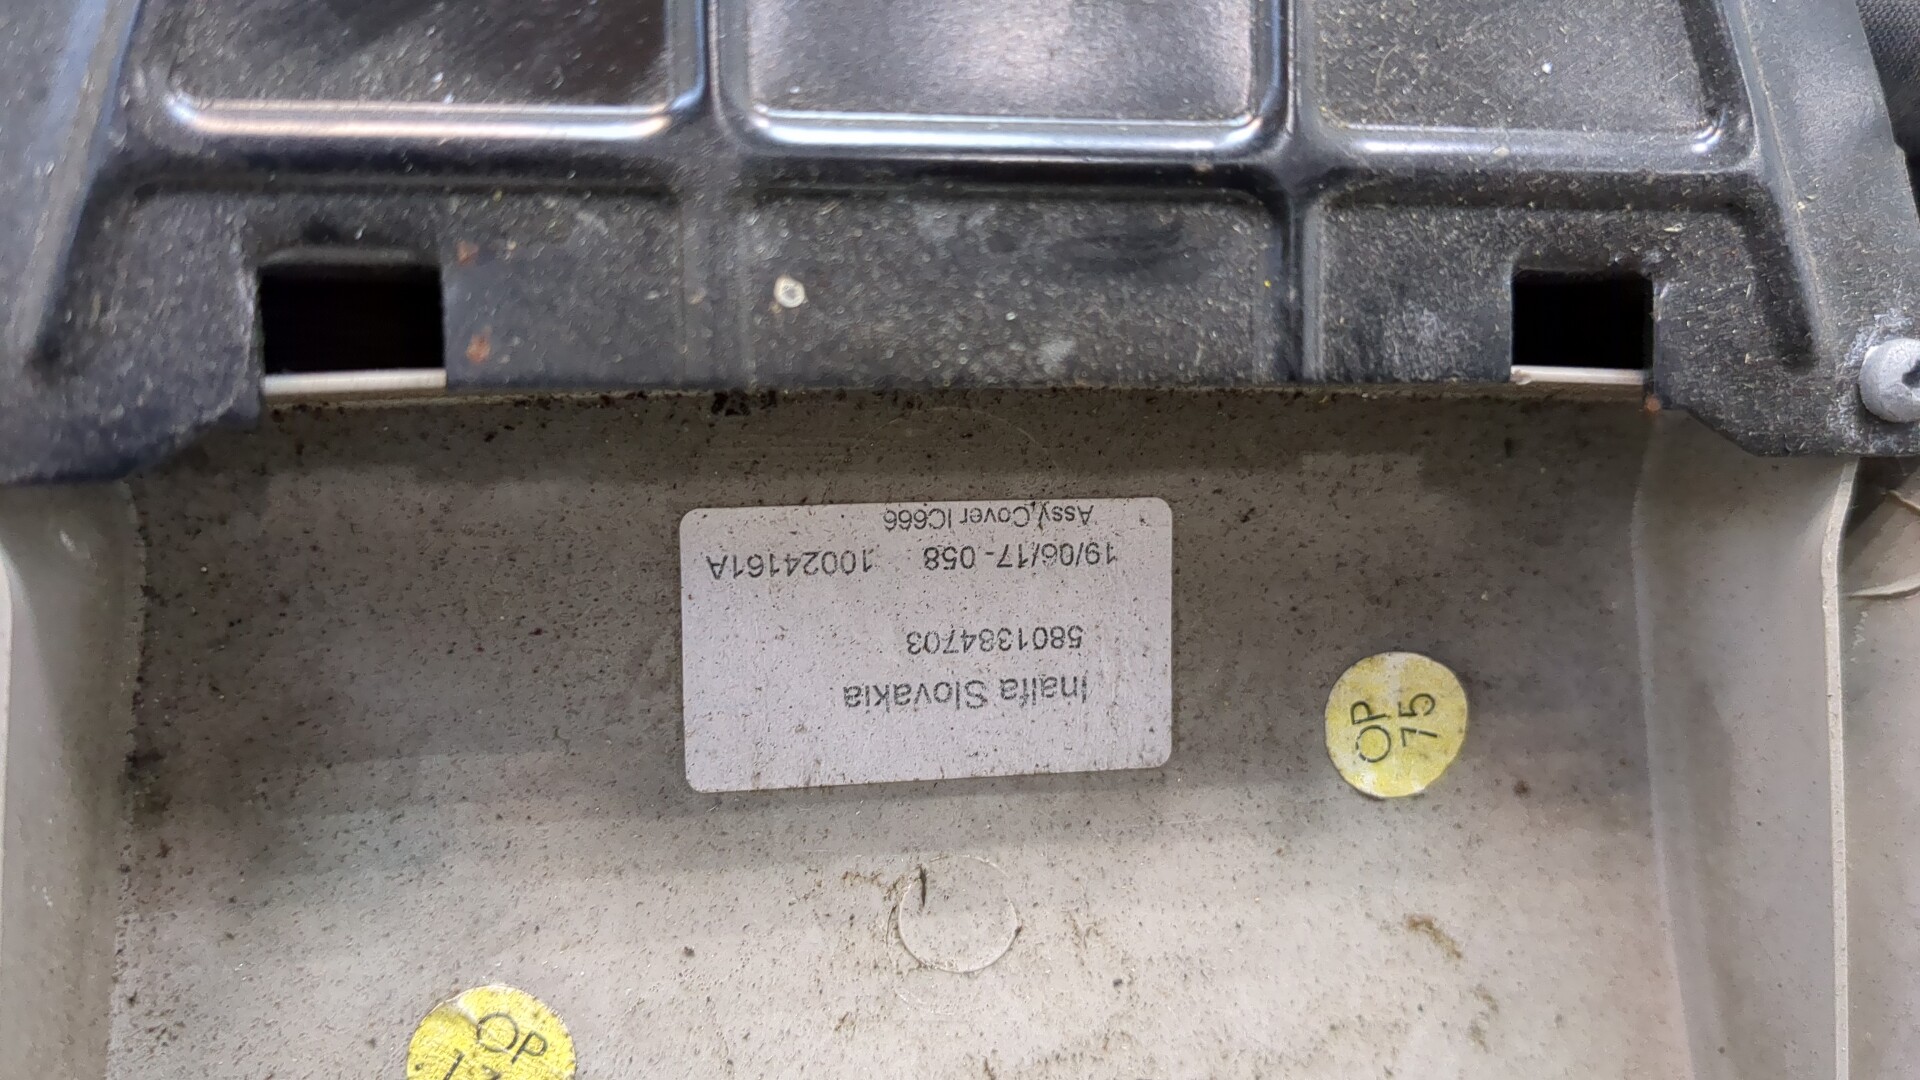 Inalfa Slovakia
5801384703
19/06/17-058 10024161A
Assy,Cover IC666
OP
75
OP